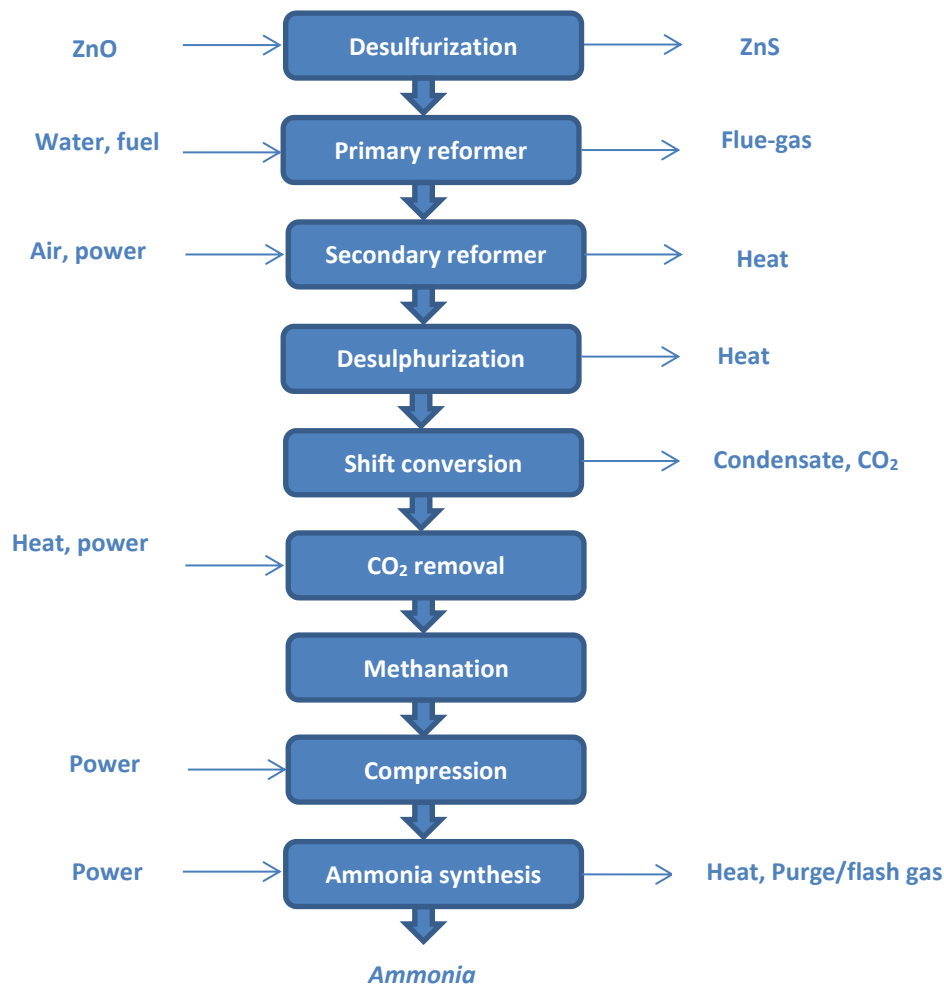 ZnO
Desulfurization
ZnS
Water, fuel
Primary reformer
Flue-gas
Air, power
Secondary reformer
Heat
Desulphurization
Heat
Shift conversion
Condensate, CO₂
Heat, power
CO₂ removal
Methanation
Power
Compression
Power
Ammonia synthesis
Heat, Purge/flash gas
Ammonia